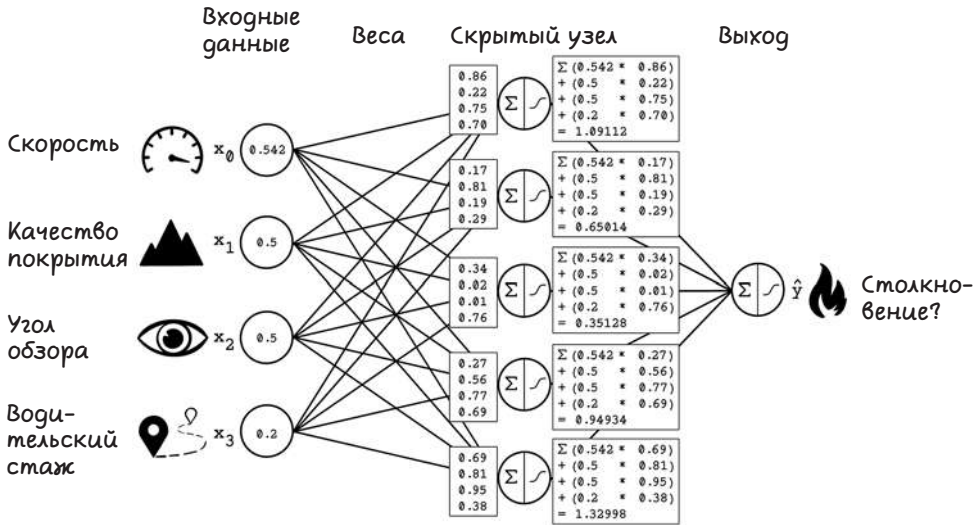 Входные
данные
Веса
Скрытый узел
Выход
Скорость
x0
0.542
Качество
покрытия
x1
0.5
Угол
обзора
x2
0.5
Води-
тельский
стаж
x3
0.2
0.86
0.22
0.75
0.70
Σ
Σ (0.542 * 0.86)
+ (0.5 * 0.22)
+ (0.5 * 0.75)
+ (0.2 * 0.70)
= 1.09112
0.17
0.81
0.19
0.29
Σ
Σ (0.542 * 0.17)
+ (0.5 * 0.81)
+ (0.5 * 0.19)
+ (0.2 * 0.29)
= 0.65014
0.34
0.02
0.01
0.76
Σ
Σ (0.542 * 0.34)
+ (0.5 * 0.02)
+ (0.5 * 0.01)
+ (0.2 * 0.76)
= 0.35128
0.27
0.56
0.77
0.69
Σ
Σ (0.542 * 0.27)
+ (0.5 * 0.56)
+ (0.5 * 0.77)
+ (0.2 * 0.69)
= 0.94934
0.69
0.81
0.95
0.38
Σ
Σ (0.542 * 0.69)
+ (0.5 * 0.81)
+ (0.5 * 0.95)
+ (0.2 * 0.38)
= 1.32998
Σ
ŷ
Столкно-
вение?